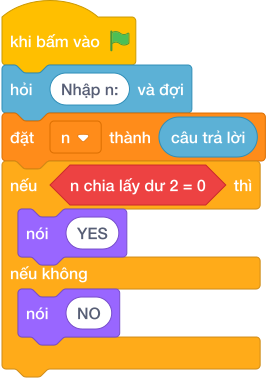 khi bấm vào
hỏi Nhập n: và đợi
đặt n thành câu trả lời
nếu n chia lấy dư 2 = 0 thì
nói YES
nếu không
nói NO